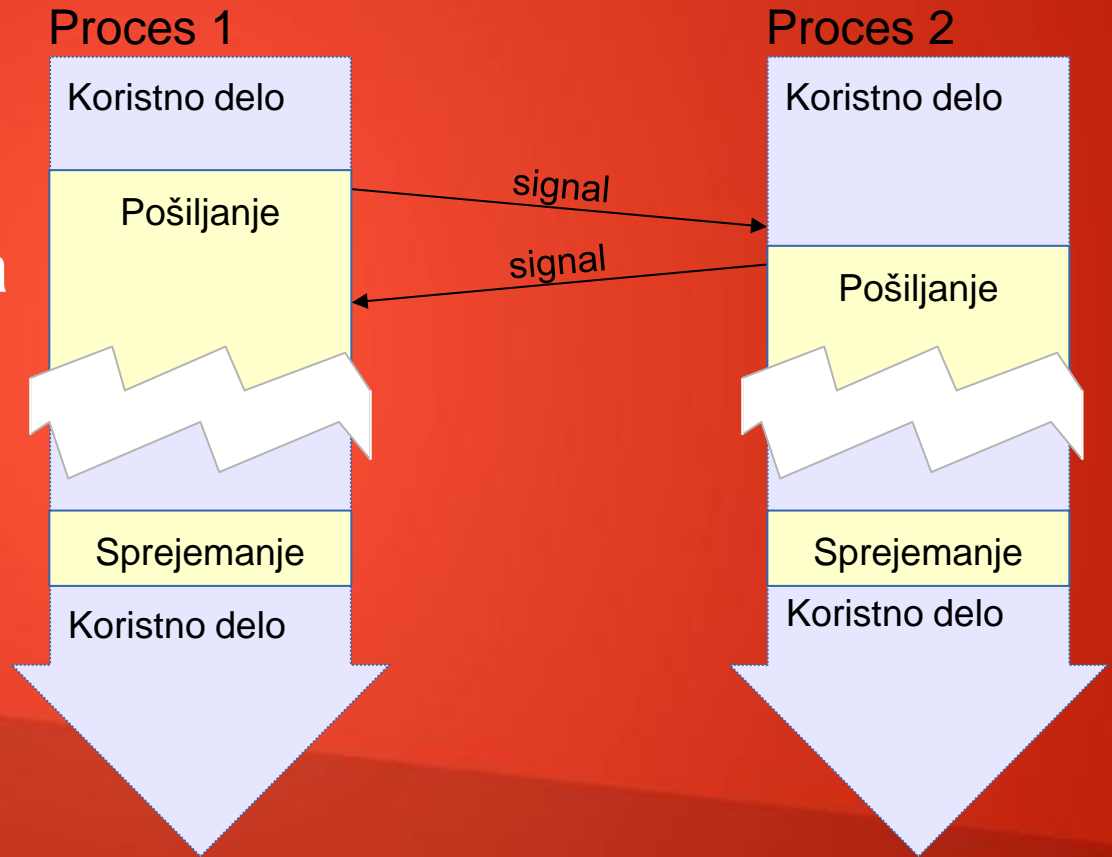 Proces 1
Koristno delo
Pošiljanje
Sprejemanje
Koristno delo
signal
signal
Proces 2
Koristno delo
Pošiljanje
Sprejemanje
Koristno delo